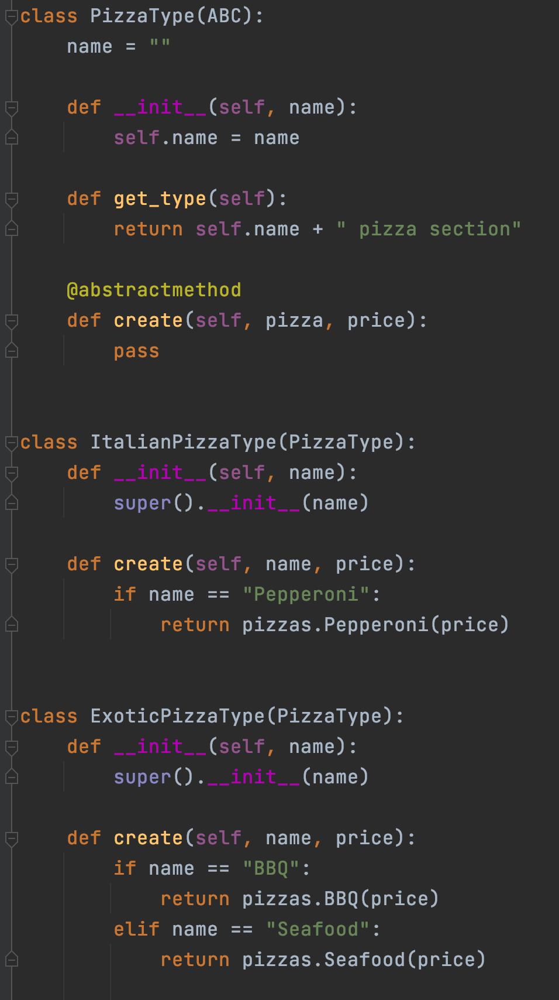 class PizzaType(ABC):
    name = ""

    def __init__(self, name):
        self.name = name

    def get_type(self):
        return self.name + " pizza section"

    @abstractmethod
    def create(self, pizza, price):
        pass


class ItalianPizzaType(PizzaType):
    def __init__(self, name):
        super().__init__(name)

    def create(self, name, price):
        if name == "Pepperoni":
            return pizzas.Pepperoni(price)


class ExoticPizzaType(PizzaType):
    def __init__(self, name):
        super().__init__(name)

    def create(self, name, price):
        if name == "BBQ":
            return pizzas.BBQ(price)
        elif name == "Seafood":
            return pizzas.Seafood(price)